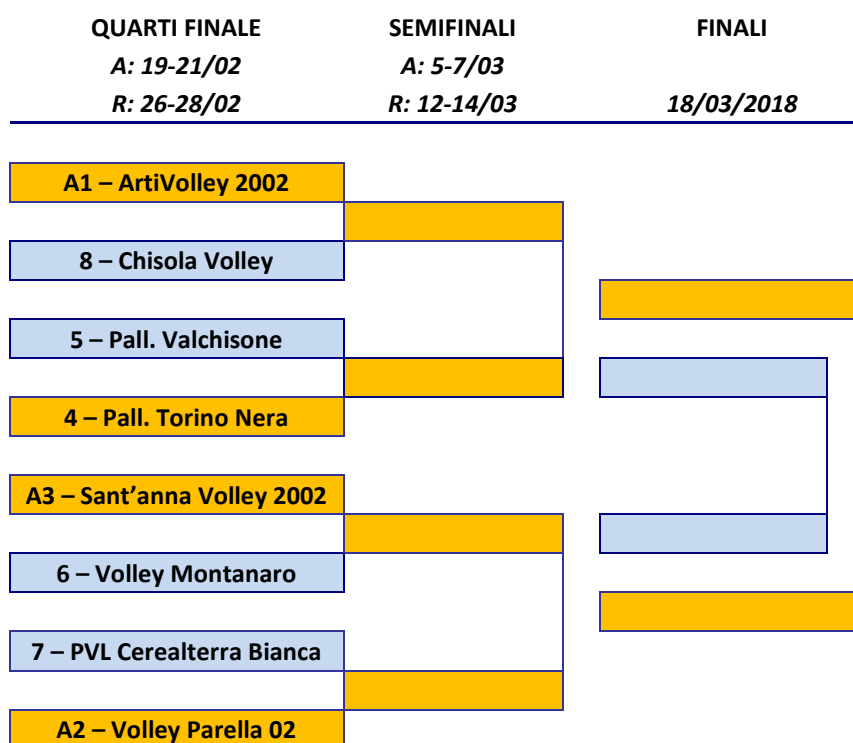 QUARTI FINALE SEMIFINALI FINALI
A: 19-21/02 A: 5-7/03
R: 26-28/02 R: 12-14/03 18/03/2018
A1 – ArtiVolley 2002
8 – Chisola Volley
5 – Pall. Valchisone
4 – Pall. Torino Nera
A3 – Sant’anna Volley 2002
6 – Volley Montanaro
7 – PVL Cerealterra Bianca
A2 – Volley Parella 02